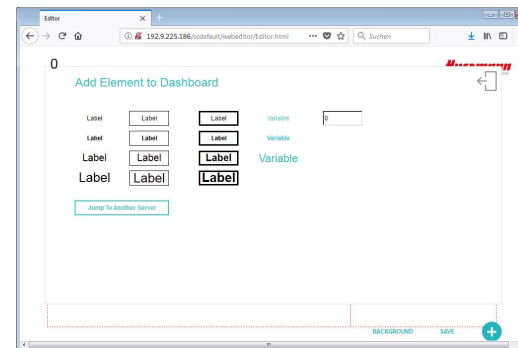 Editor
192.9.225.186/scdefault/webeditor/Editor.html
Suchen
0
Add Element to Dashboard
Label Label Label Variable 0
Label Label Label Variable
Label Label Label Variable
Label Label Label
Jump To Another Server
BACKGROUND SAVE